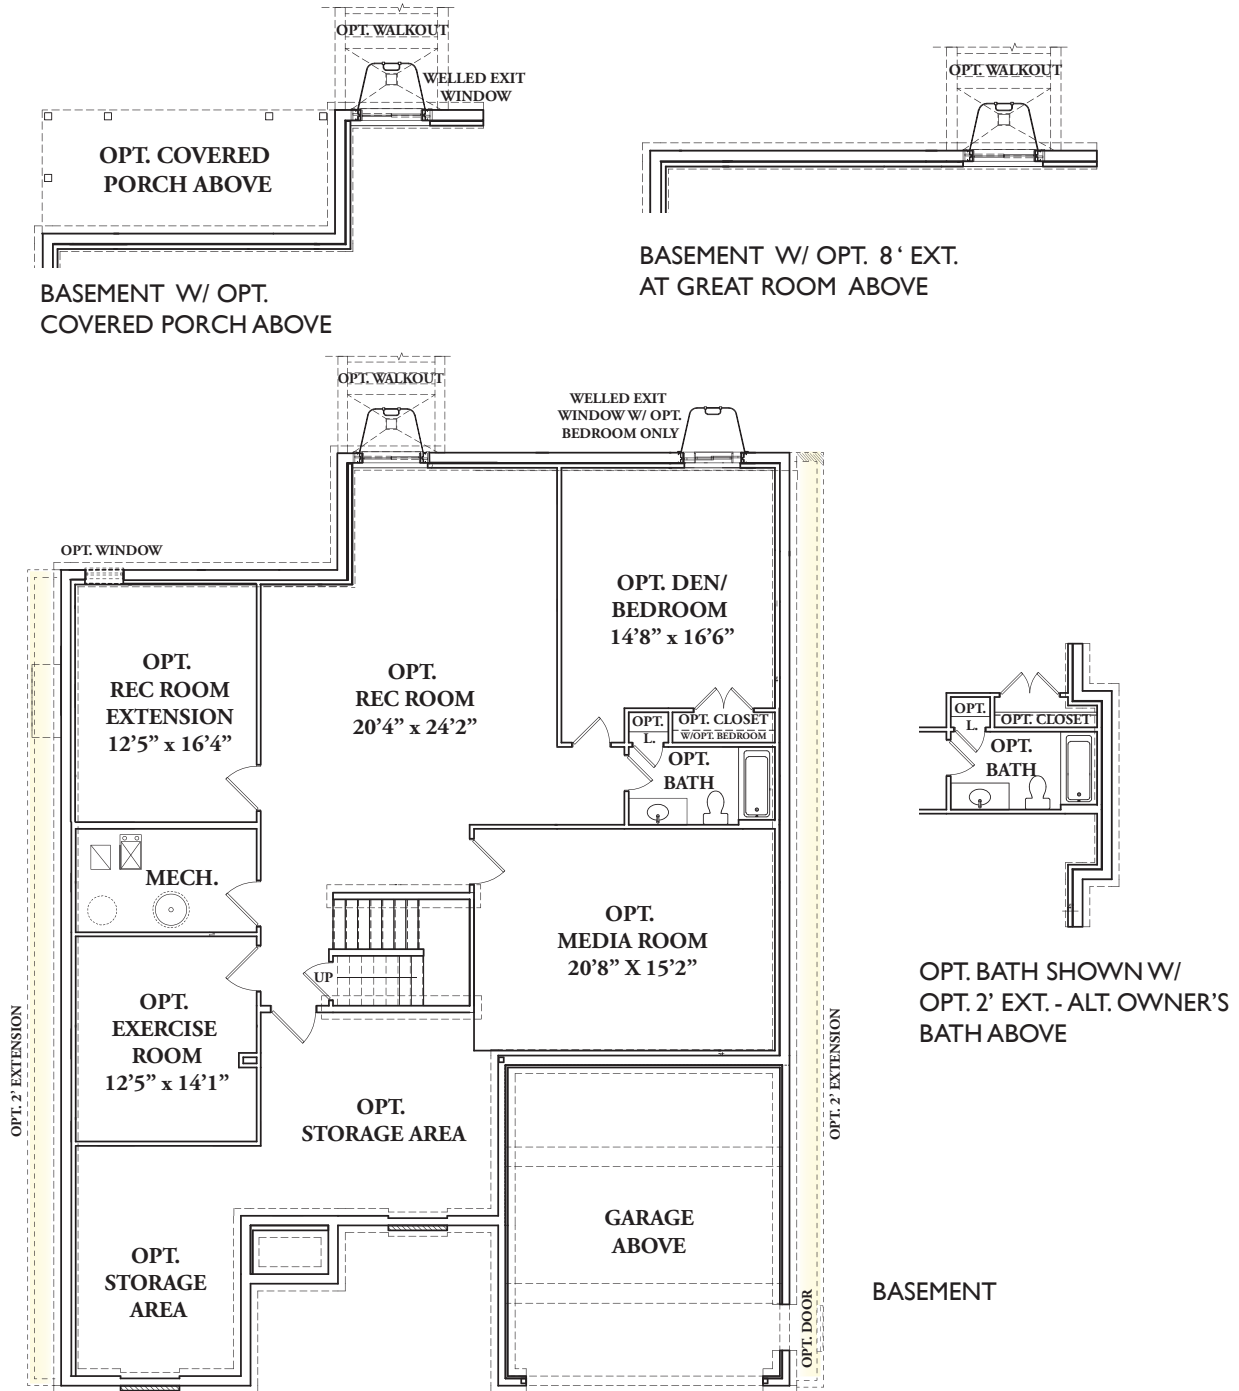 OPT. WALKOUT
WELLED EXIT
WINDOW
OPT. COVERED
PORCH ABOVE
BASEMENT W/ OPT.
COVERED PORCH ABOVE
OPT. WALKOUT
BASEMENT W/ OPT. 8‘ EXT.
AT GREAT ROOM ABOVE
OPT. WALKOUT
WELLED EXIT
WINDOW W/ OPT.
BEDROOM ONLY
OPT. WINDOW
OPT.
REC ROOM
EXTENSION
12’5” x 16’4”
OPT.
REC ROOM
20’4” x 24’2”
OPT. DEN/
BEDROOM
14’8” x 16’6”
OPT.
L.
OPT. CLOSET
W/OPT. BEDROOM
OPT.
BATH
MECH.
UP
OPT.
MEDIA ROOM
20’8” X 15’2”
OPT.
EXERCISE
ROOM
12’5” x 14’1”
OPT.
STORAGE AREA
OPT.
STORAGE
AREA
GARAGE
ABOVE
OPT. 2’ EXTENSION
OPT. 2’ EXTENSION
OPT. DOOR
BASEMENT
OPT.
L.
OPT. CLOSET
OPT.
BATH
OPT. BATH SHOWN W/
OPT. 2’ EXT. - ALT. OWNER’S
BATH ABOVE